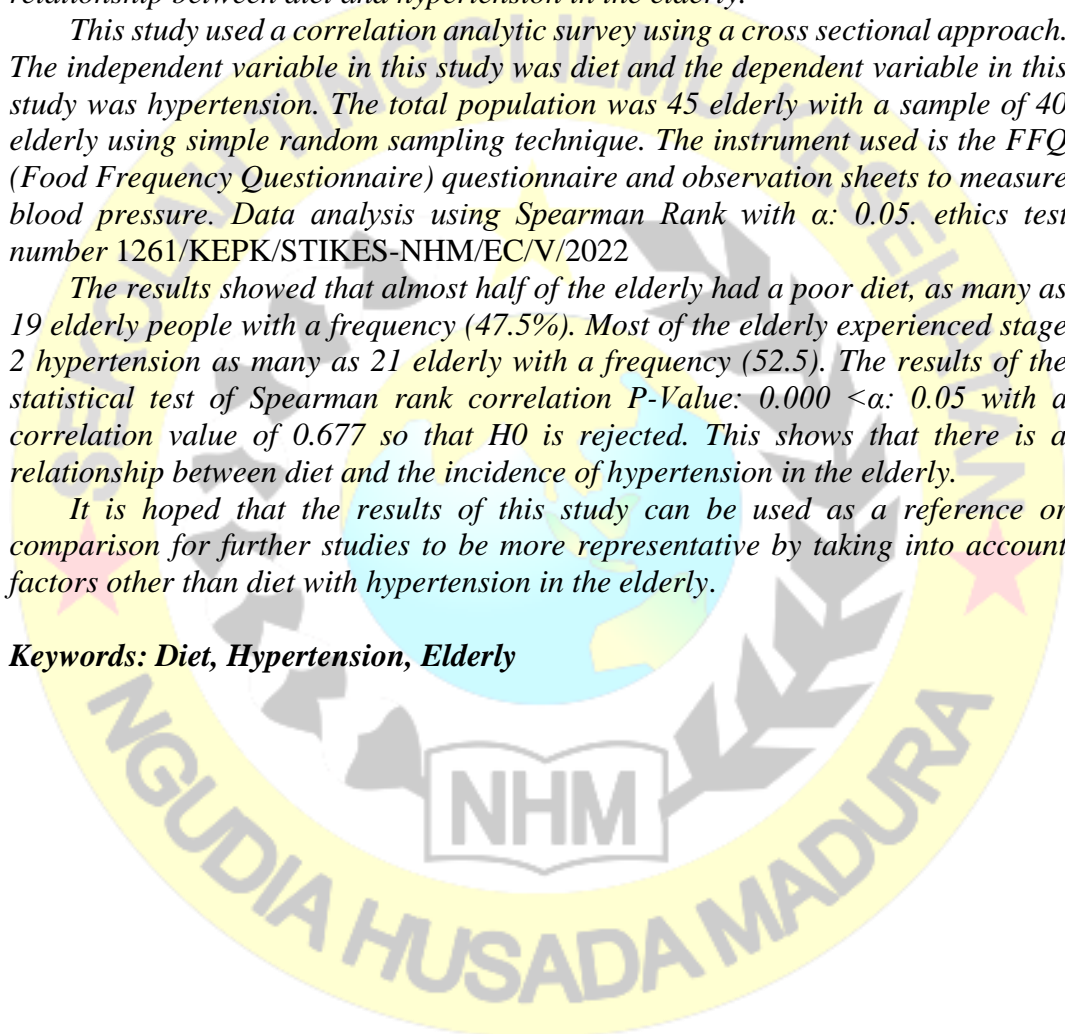 relationship between diet and hypertension in the elderly.
This study used a correlation analytic survey using a cross sectional approach.
The independent variable in this study was diet and the dependent variable in this
study was hypertension. The total population was 45 elderly with a sample of 40
elderly using simple random sampling technique. The instrument used is the FFQ
(Food Frequency Questionnaire) questionnaire and observation sheets to measure
blood pressure. Data analysis using Spearman Rank with α: 0.05. ethics test
number 1261/KEPK/STIKES-NHM/EC/V/2022
The results showed that almost half of the elderly had a poor diet, as many as
19 elderly people with a frequency (47.5%). Most of the elderly experienced stage
2 hypertension as many as 21 elderly with a frequency (52.5). The results of the
statistical test of Spearman rank correlation P-Value: 0.000 <α: 0.05 with a
correlation value of 0.677 so that H0 is rejected. This shows that there is a
relationship between diet and the incidence of hypertension in the elderly.
It is hoped that the results of this study can be used as a reference or
comparison for further studies to be more representative by taking into account
factors other than diet with hypertension in the elderly.
Keywords: Diet, Hypertension, Elderly
SEKOLAH TINGGI ILMU KESEHATAN
NHM
NGUDIA HUSADA MADURA